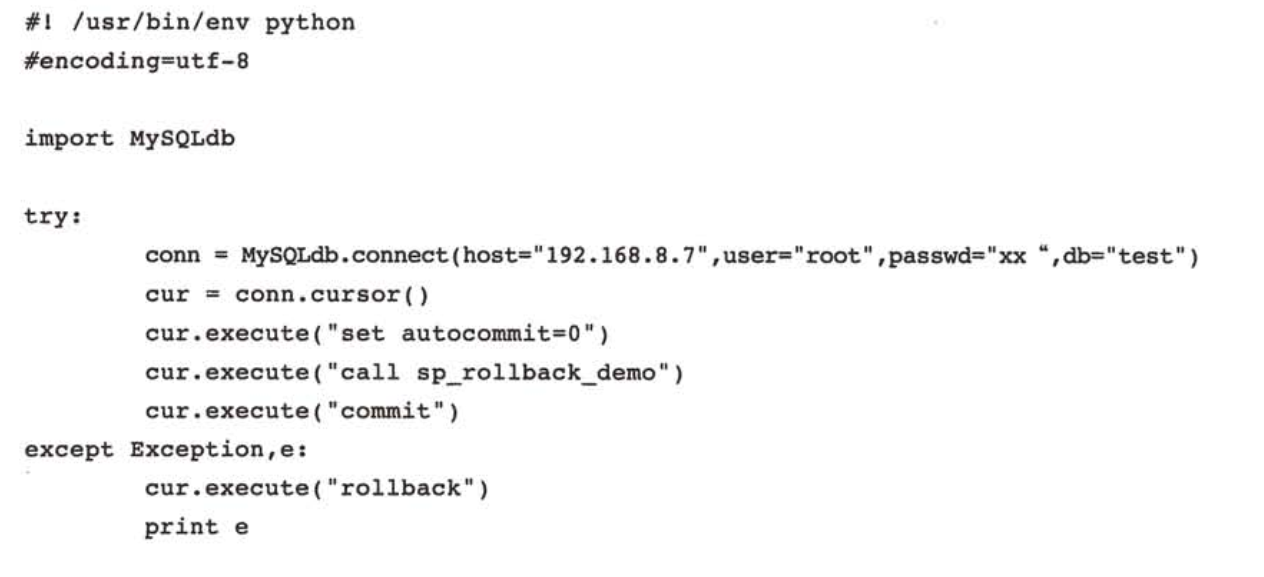 #! /usr/bin/env python
#encoding=utf-8
import MySQLdb
try:
conn = MySQLdb.connect(host="192.168.8.7",user="root",passwd="xx “,db="test")
cur = conn.cursor()
cur.execute("set autocommit=0")
cur.execute("call sp_rollback_demo")
cur.execute("commit")
except Exception,e:
cur.execute("rollback")
print e